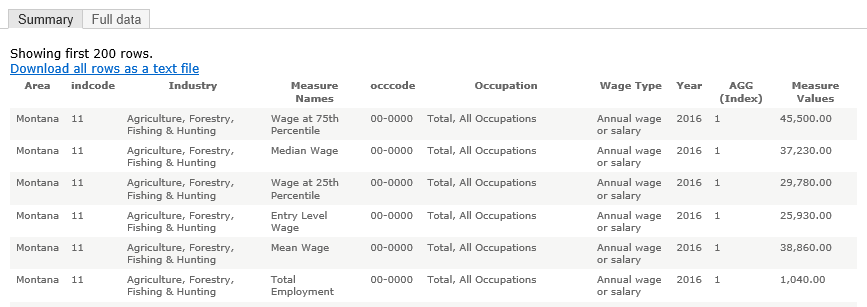 Summary Full data
Showing first 200 rows.
Download all rows as a text file
Area indcode Industry Measure Names occcode Occupation Wage Type Year AGG (Index) Measure Values
Montana 11 Agriculture, Forestry, Fishing & Hunting Wage at 75th Percentile 00-0000 Total, All Occupations Annual wage or salary 2016 1 45,500.00
Montana 11 Agriculture, Forestry, Fishing & Hunting Median Wage 00-0000 Total, All Occupations Annual wage or salary 2016 1 37,230.00
Montana 11 Agriculture, Forestry, Fishing & Hunting Wage at 25th Percentile 00-0000 Total, All Occupations Annual wage or salary 2016 1 29,780.00
Montana 11 Agriculture, Forestry, Fishing & Hunting Entry Level Wage 00-0000 Total, All Occupations Annual wage or salary 2016 1 25,930.00
Montana 11 Agriculture, Forestry, Fishing & Hunting Mean Wage 00-0000 Total, All Occupations Annual wage or salary 2016 1 38,860.00
Montana 11 Agriculture, Forestry, Fishing & Hunting Total Employment 00-0000 Total, All Occupations Annual wage or salary 2016 1 1,040.00